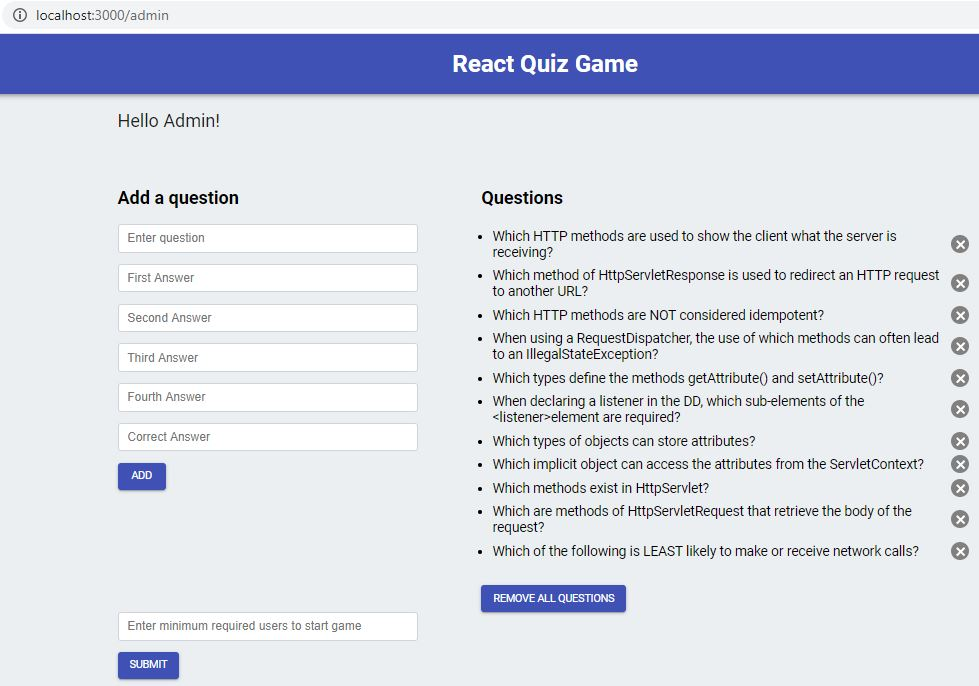 localhost:3000/admin
React Quiz Game
Hello Admin!
Add a question
Enter question
First Answer
Second Answer
Third Answer
Fourth Answer
Correct Answer
ADD
Enter minimum required users to start game
SUBMIT
Questions
Which HTTP methods are used to show the client what the server is
receiving?
Which method of HttpServletResponse is used to redirect an HTTP request
to another URL?
Which HTTP methods are NOT considered idempotent?
When using a RequestDispatcher, the use of which methods can often lead
to an IllegalStateException?
Which types define the methods getAttribute() and setAttribute()?
When declaring a listener in the DD, which sub-elements of the
<listener>element are required?
Which types of objects can store attributes?
Which implicit object can access the attributes from the ServletContext?
Which methods exist in HttpServlet?
Which are methods of HttpServletRequest that retrieve the body of the
request?
Which of the following is LEAST likely to make or receive network calls?
REMOVE ALL QUESTIONS